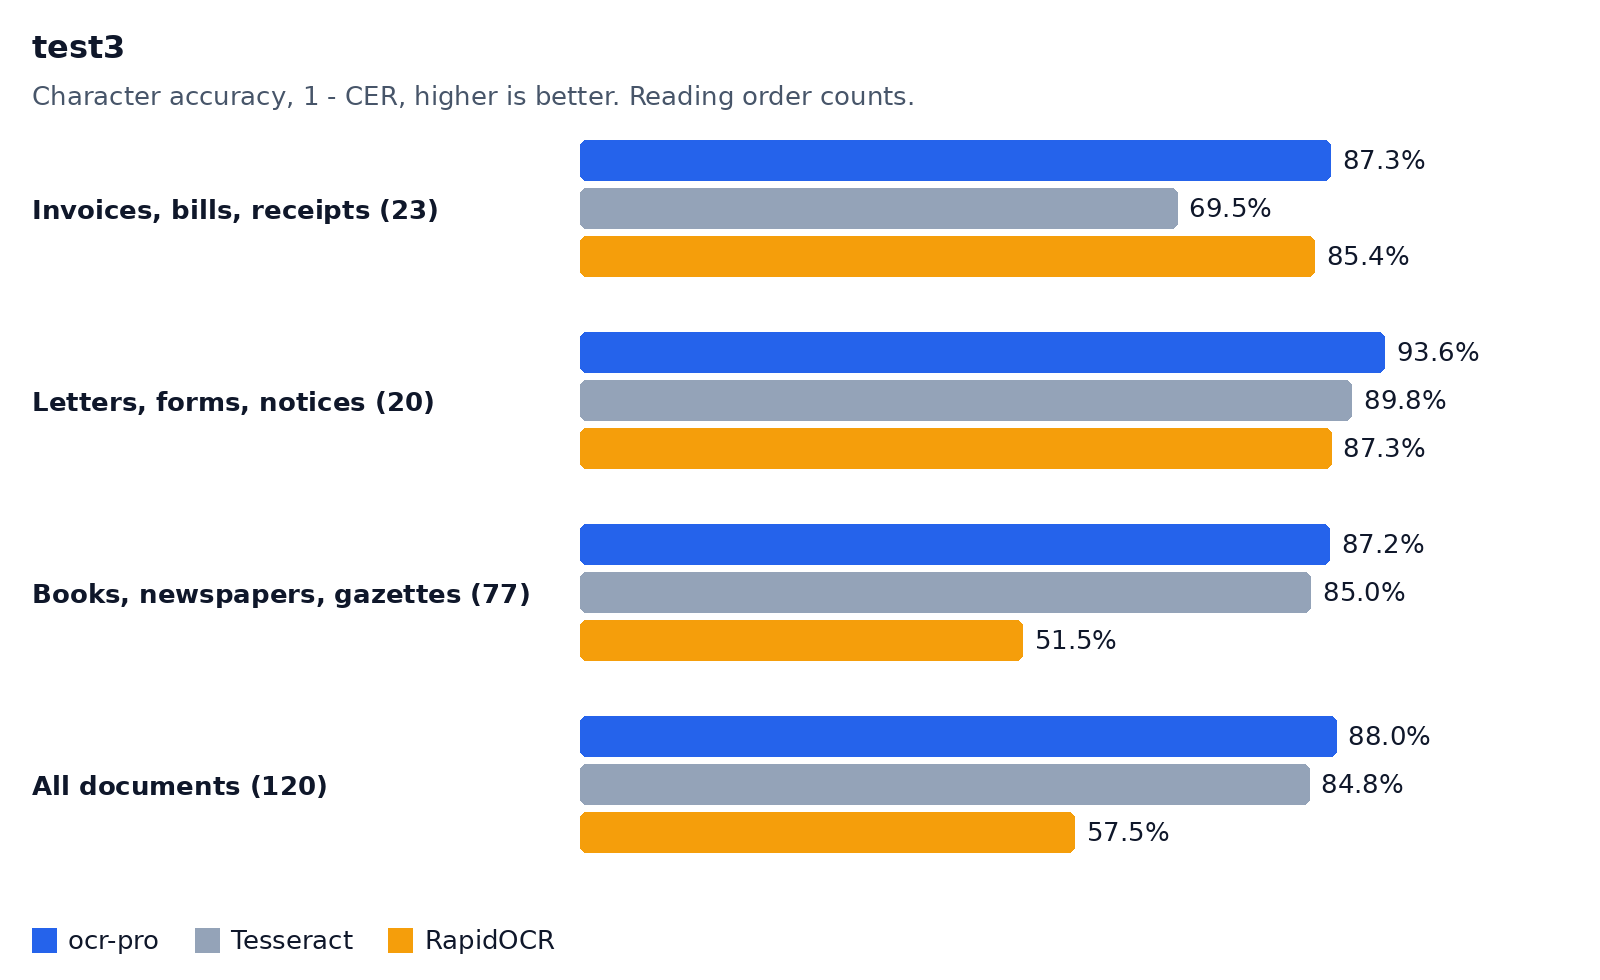 test3
Character accuracy, 1 - CER, higher is better. Reading order counts.
Invoices, bills, receipts (23)
87.3%
69.5%
85.4%
Letters, forms, notices (20)
93.6%
89.8%
87.3%
Books, newspapers, gazettes (77)
87.2%
85.0%
51.5%
All documents (120)
88.0%
84.8%
57.5%
ocr-pro Tesseract RapidOCR